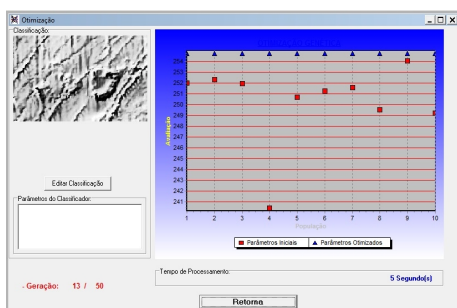 Otimização
Classificação:
Editar Classificação
Parâmetros do Classificador:
- Geração: 13 / 50
Avaliação
254
253
252
251
250
249
248
247
246
245
244
243
242
241
1 2 3 4 5 6 7 8 9 10
População
Parâmetros Iniciais
Parâmetros Otimizados
Tempo de Processamento:
5 Segundo(s)
Retorna